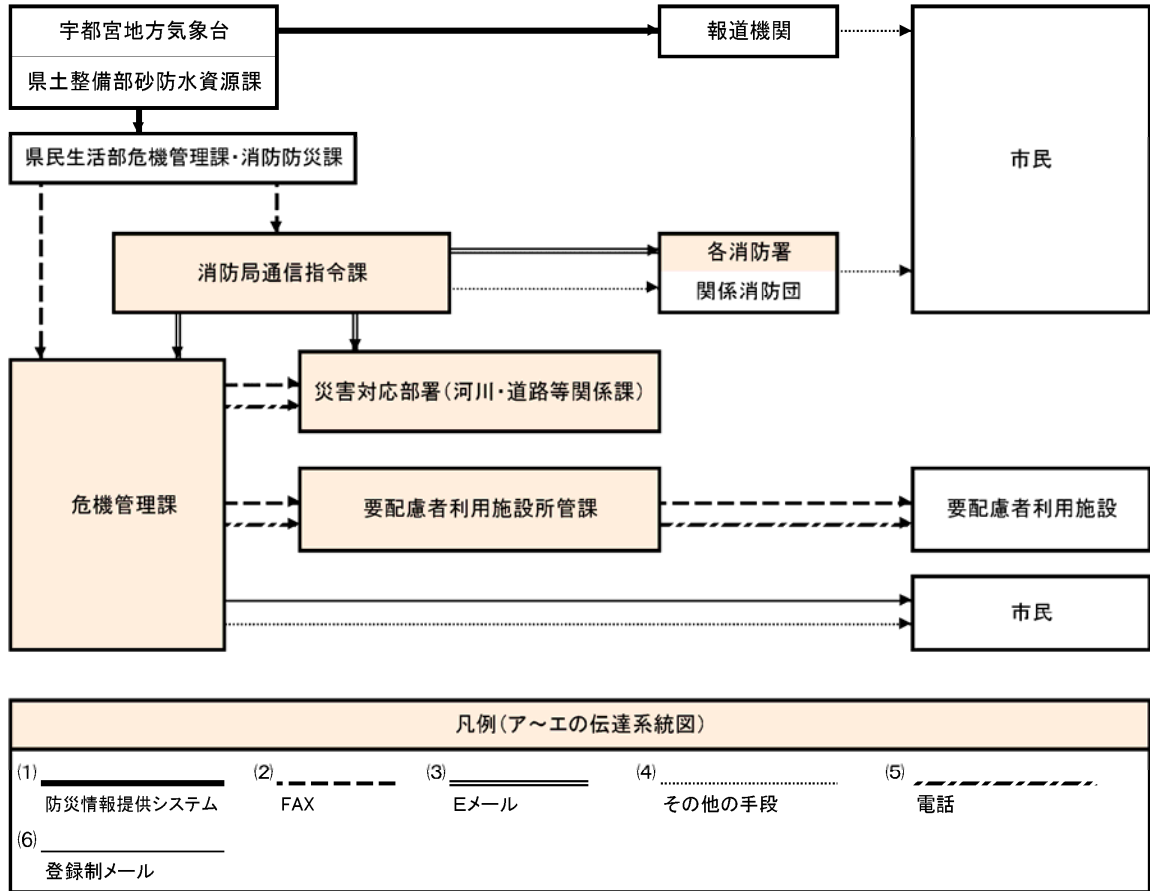 宇都宮地方気象台
報道機関
県土整備部砂防水資源課
県民生活部危機管理課・消防防災課
市民
消防局通信指令課
各消防署
関係消防団
災害対応部署(河川・道路等関係課)
危機管理課
要配慮者利用施設所管課
要配慮者利用施設
市民
凡例(ア～エの伝達系統図)
(1)
防災情報提供システム
(2)
FAX
(3)
Eメール
(4)
その他の手段
(5)
電話
(6)
登録制メール